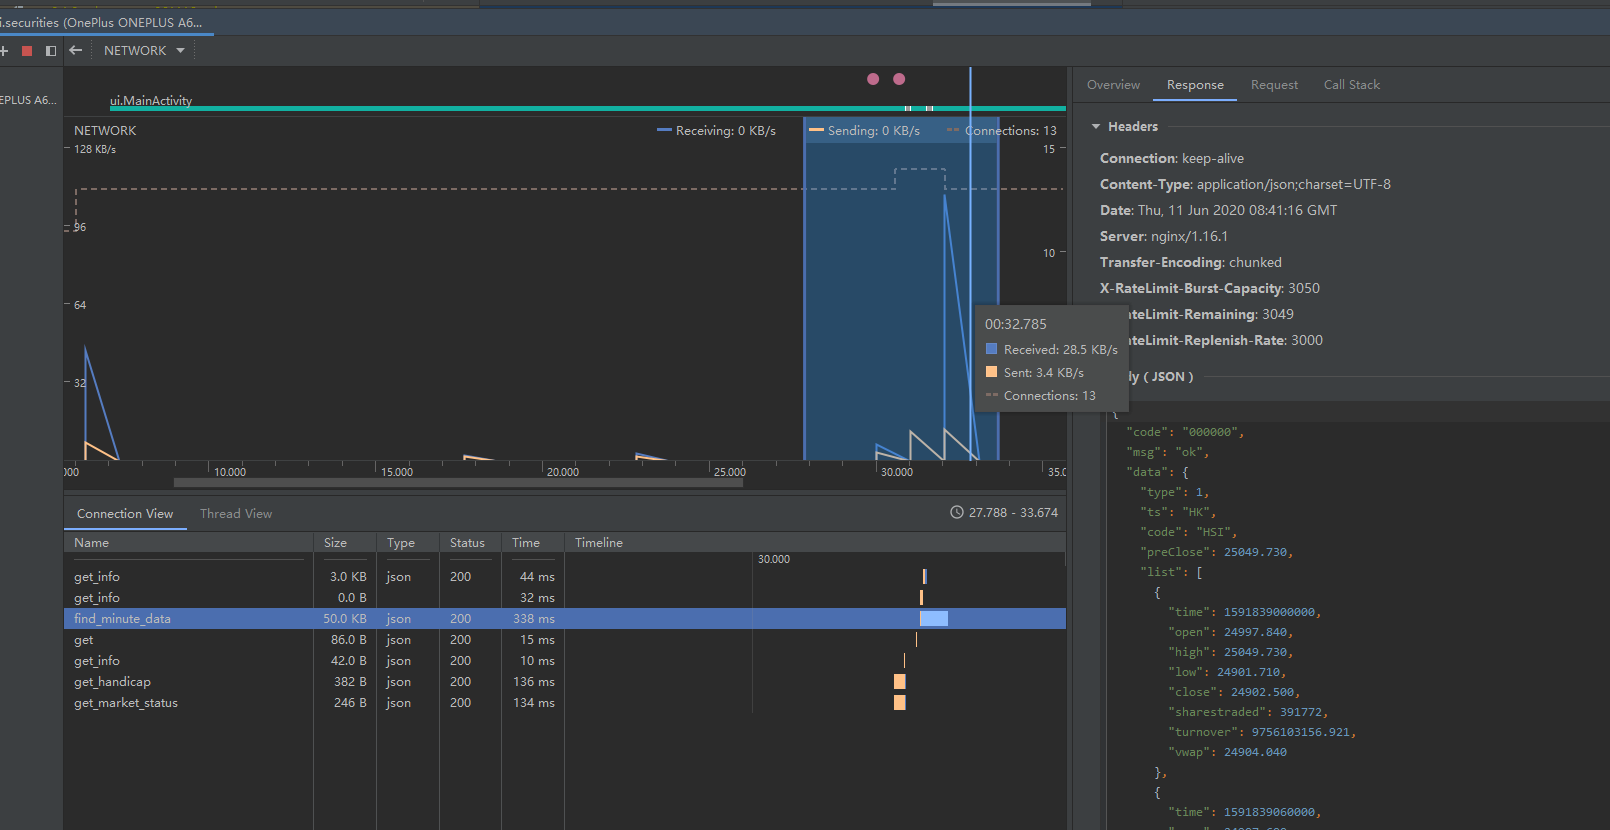 i.securities (OnePlus ONEPLUS A6...
NETWORK
EPLUS A6...
ui.MainActivity
NETWORK
Receiving: 0 KB/s
Sending: 0 KB/s
Connections: 13
128 KB/s
15
96
10
64
32
00:32.785
Received: 28.5 KB/s
Sent: 3.4 KB/s
Connections: 13
000
10.000
15.000
20.000
25.000
30.000
35.0
Connection View
Thread View
27.788 - 33.674
Name Size Type Status Time Timeline
30.000
get_info 3.0 KB json 200 44 ms
get_info 0.0 B 32 ms
find_minute_data 50.0 KB json 200 338 ms
get 86.0 B json 200 15 ms
get_info 42.0 B json 200 10 ms
get_handicap 382 B json 200 136 ms
get_market_status 246 B json 200 134 ms
Overview Response Request Call Stack
Headers
Connection: keep-alive
Content-Type: application/json;charset=UTF-8
Date: Thu, 11 Jun 2020 08:41:16 GMT
Server: nginx/1.16.1
Transfer-Encoding: chunked
X-RateLimit-Burst-Capacity: 3050
ateLimit-Remaining: 3049
ateLimit-Replenish-Rate: 3000
ly ( JSON )
{
"code": "000000",
"msg": "ok",
"data": {
"type": 1,
"ts": "HK",
"code": "HSI",
"preClose": 25049.730,
"list": [
{
"time": 1591839000000,
"open": 24997.840,
"high": 25049.730,
"low": 24901.710,
"close": 24902.500,
"sharestraded": 391772,
"turnover": 9756103156.921,
"vwap": 24904.040
},
{
"time": 1591839060000,